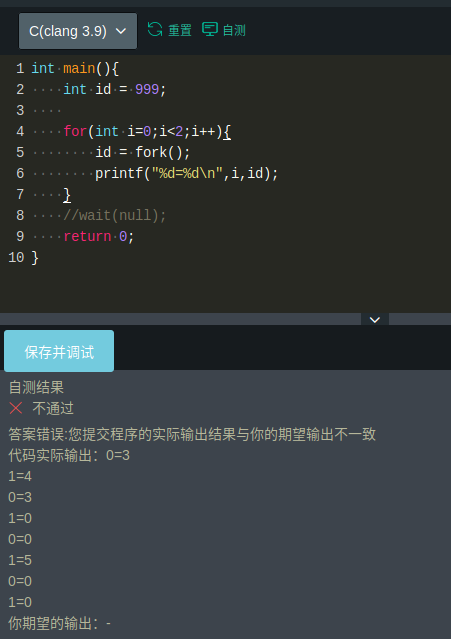 C(clang 3.9) 重置 自测
1 int main(){
2     int id = 999;
3
4     for(int i=0;i<2;i++){
5         id = fork();
6         printf("%d=%d\n",i,id);
7     }
8     //wait(null);
9     return 0;
10 }
保存并调试
自测结果
不通过
答案错误:您提交程序的实际输出结果与你的期望输出不一致
代码实际输出：0=3
1=4
0=3
1=0
0=0
1=5
0=0
1=0
你期望的输出：-